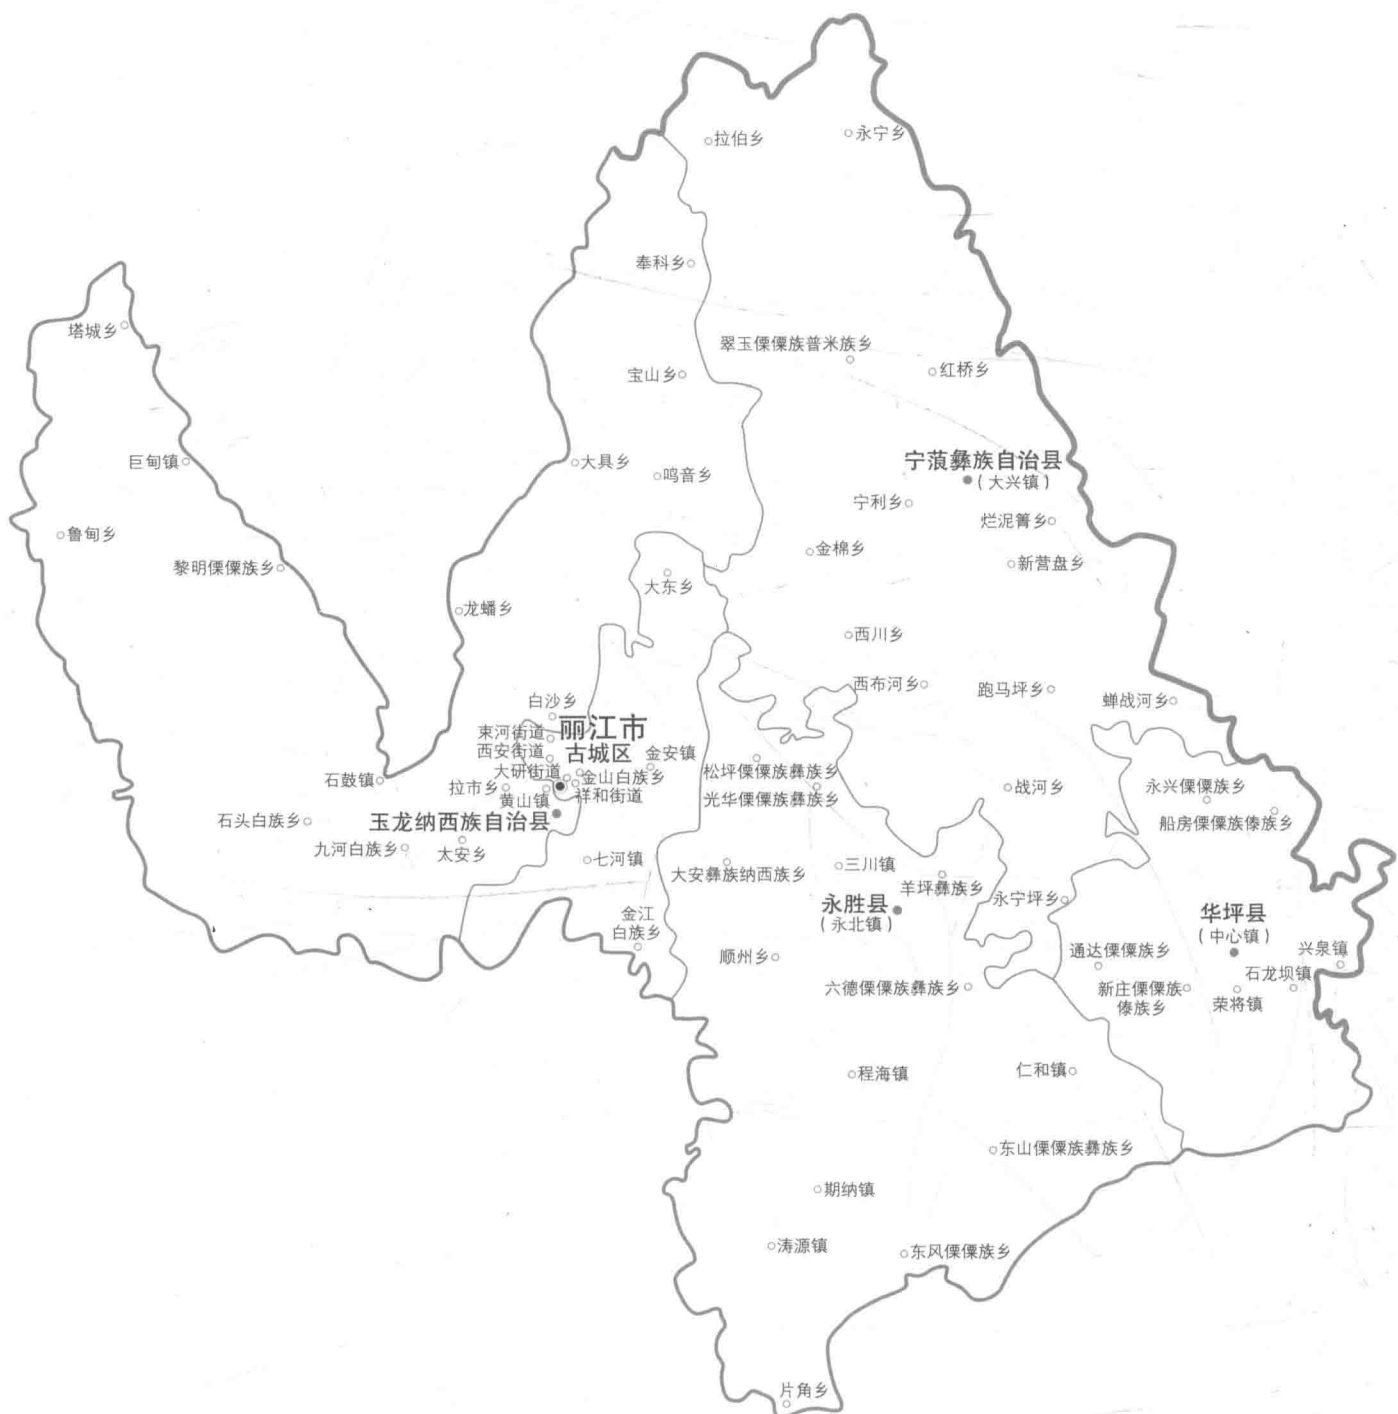 拉伯乡
永宁乡
奉科乡
塔城乡
翠玉傈僳族普米族乡
红桥乡
宝山乡
巨甸镇
大具乡
鸣音乡
宁蒗彝族自治县
(大兴镇)
宁利乡
烂泥箐乡
鲁甸乡
金棉乡
新营盘乡
黎明傈僳族乡
大东乡
龙蟠乡
西川乡
西布河乡
跑马坪乡
蝉战河乡
白沙乡
丽江市
束河街道
西安街道
古城区
金安镇
大研街道
金山白族乡
松坪傈僳族彝族乡
石鼓镇
拉市乡
黄山镇
祥和街道
光华傈僳族彝族乡
战河乡
永兴傈僳族乡
石头白族乡
玉龙纳西族自治县
船房傈僳族傣族乡
九河白族乡
太安乡
七河镇
大安彝族纳西族乡
三川镇
羊坪彝族乡
永宁坪乡
永胜县
(永北镇)
金江
白族乡
华坪县
(中心镇)
顺州乡
通达傈僳族乡
兴泉镇
石龙坝镇
六德傈僳族彝族乡
新庄傈僳族
傣族乡
荣将镇
程海镇
仁和镇
东山傈僳族彝族乡
期纳镇
涛源镇
东风傈僳族乡
片角乡